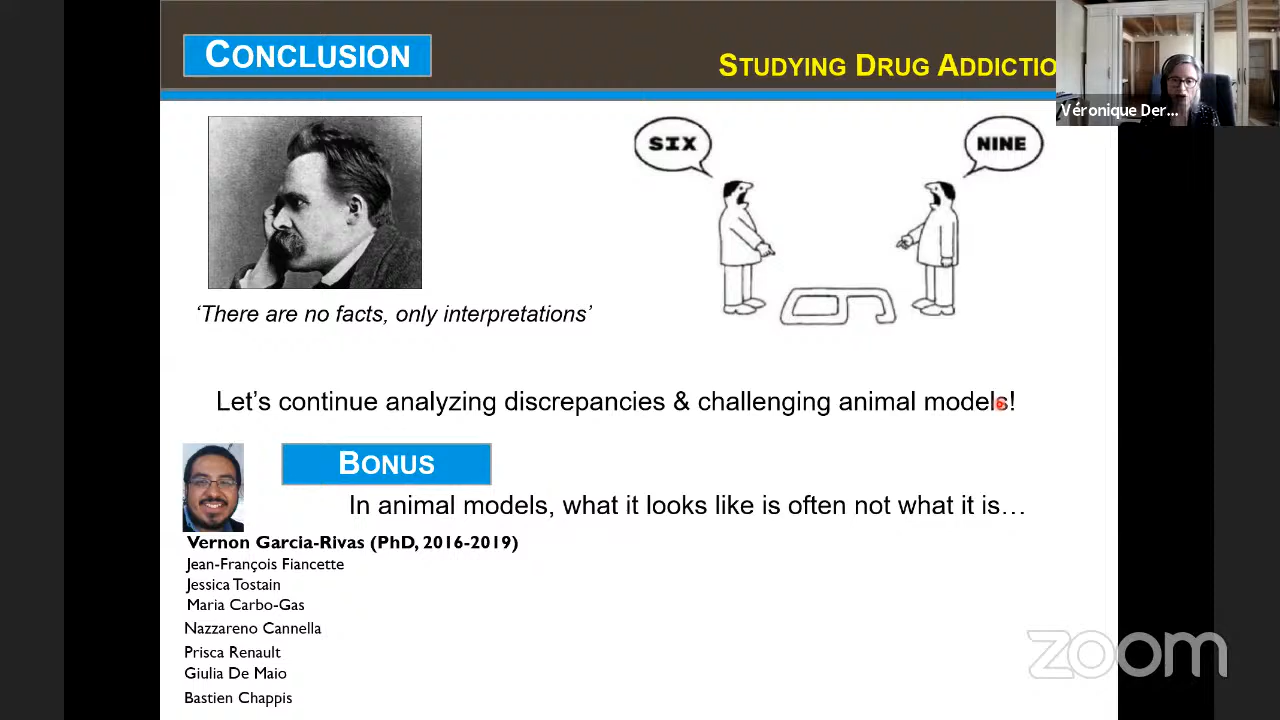 CONCLUSION
STUDYING DRUG ADDICTIO
Véronique Der...
SIX
NINE
‘There are no facts, only interpretations’
Let’s continue analyzing discrepancies & challenging animal models!
BONUS
In animal models, what it looks like is often not what it is…
Vernon Garcia-Rivas (PhD, 2016-2019)
Jean-François Fiancette
Jessica Tostain
Maria Carbo-Gas
Nazzareno Cannella
Prisca Renault
Giulia De Maio
Bastien Chappis
zoom